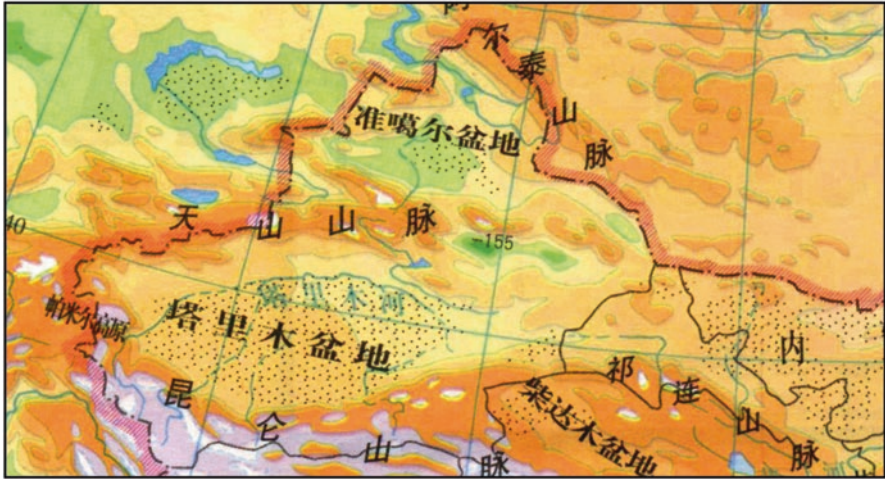 阿尔泰山脉
准噶尔盆地
天山山脉
40
-155
塔里木河
帕米尔高原
塔里木盆地
内
昆仑山脉
祁连山脉
柴达木盆地